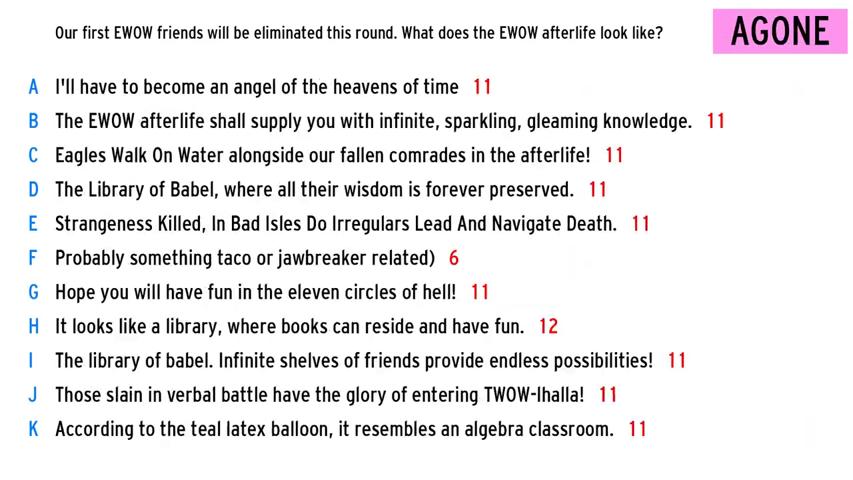 Our first EWOW friends will be eliminated this round. What does the EWOW afterlife look like?
AGONE
A I'll have to become an angel of the heavens of time 11
B The EWOW afterlife shall supply you with infinite, sparkling, gleaming knowledge. 11
C Eagles Walk On Water alongside our fallen comrades in the afterlife! 11
D The Library of Babel, where all their wisdom is forever preserved. 11
E Strangeness Killed, In Bad Isles Do Irregulars Lead And Navigate Death. 11
F Probably something taco or jawbreaker related) 6
G Hope you will have fun in the eleven circles of hell! 11
H It looks like a library, where books can reside and have fun. 12
I The library of babel. Infinite shelves of friends provide endless possibilities! 11
J Those slain in verbal battle have the glory of entering TWOW-lhalla! 11
K According to the teal latex balloon, it resembles an algebra classroom. 11